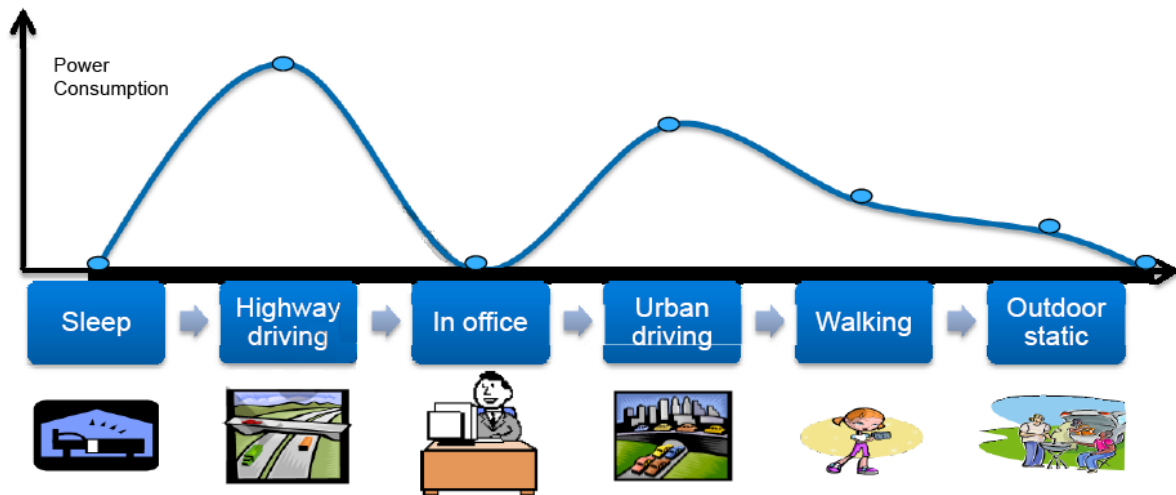 Power
Consumption
Sleep
Highway
driving
In office
Urban
driving
Walking
Outdoor
static